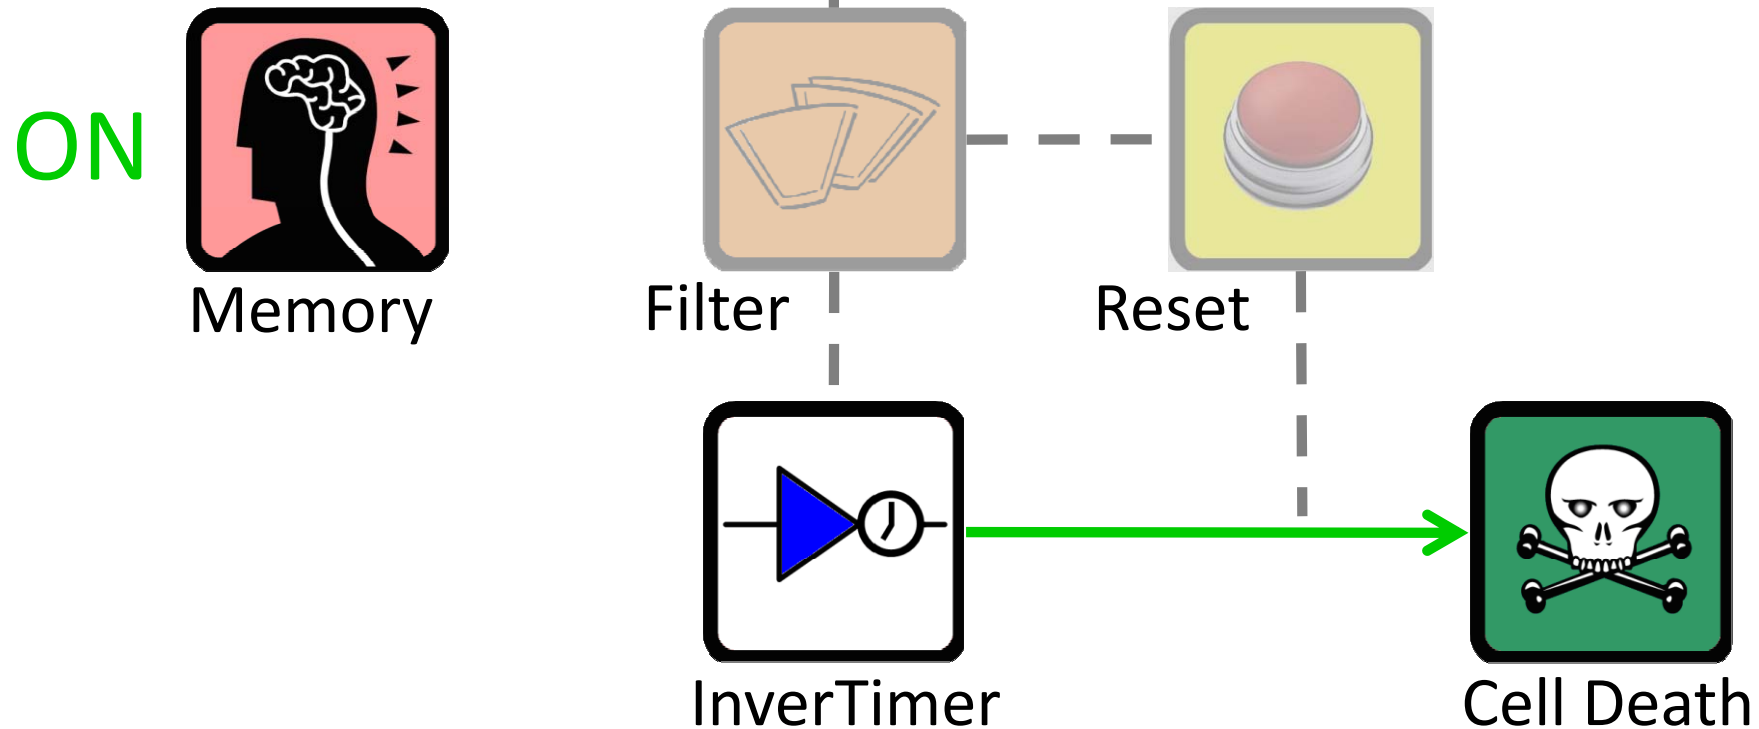 ON
Memory
Filter
Reset
InverTimer
Cell Death